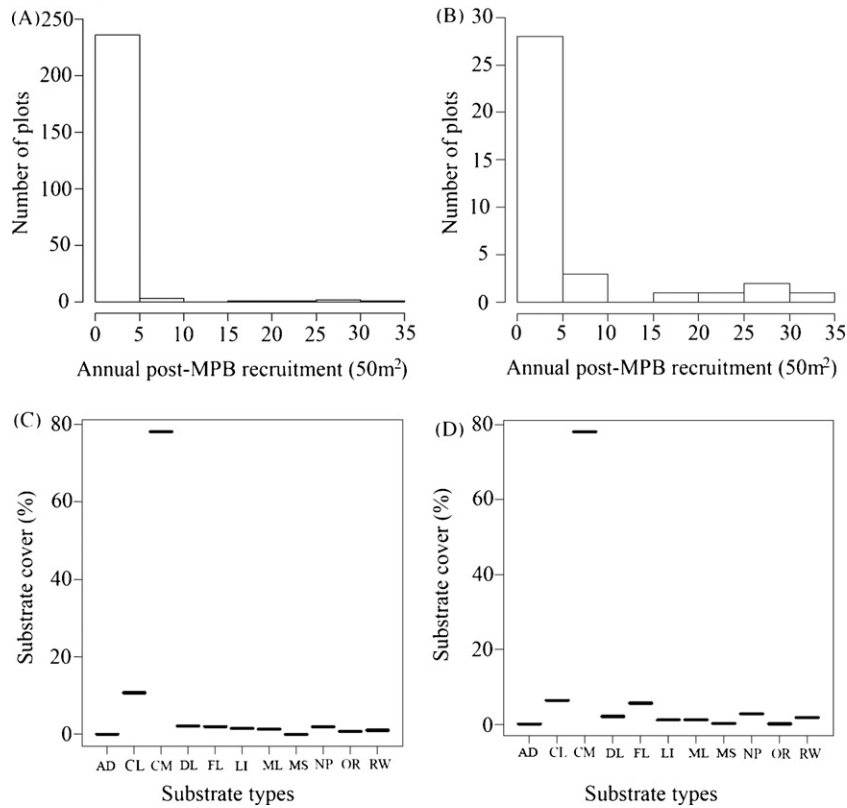 (A)
250
200
150
100
50
0
Number of plots
0 5 10 15 20 25 30 35
Annual post-MPB recruitment (50m²)
(B)
30
25
20
15
10
5
0
Number of plots
0 5 10 15 20 25 30 35
Annual post-MPB recruitment (50m²)
(C)
80
60
40
20
0
Substrate cover (%)
AD CL CM DL FL LI ML MS NP OR RW
Substrate types
(D)
80
60
40
20
0
Substrate cover (%)
AD CL CM DL FL LI ML MS NP OR RW
Substrate types